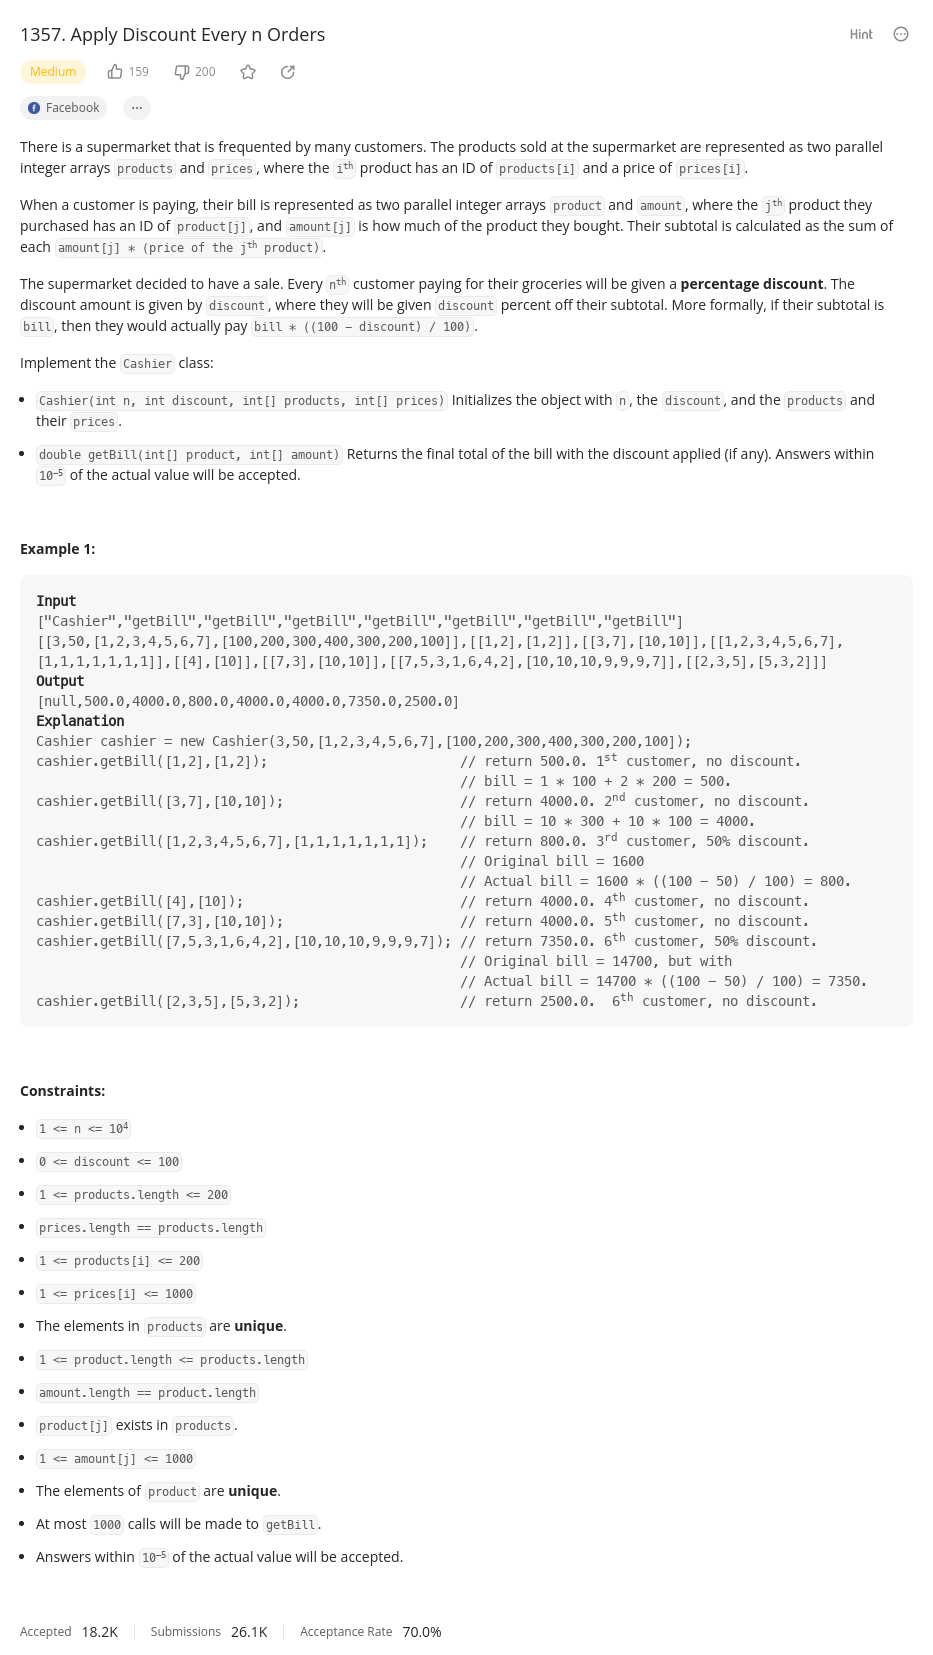 1357. Apply Discount Every n Orders
Hint
Medium 159 200
Facebook ...
There is a supermarket that is frequented by many customers. The products sold at the supermarket are represented as two parallel
integer arrays products and prices, where the ith product has an ID of products[i] and a price of prices[i].
When a customer is paying, their bill is represented as two parallel integer arrays product and amount, where the jth product they
purchased has an ID of product[j], and amount[j] is how much of the product they bought. Their subtotal is calculated as the sum of
each amount[j] * (price of the jth product).
The supermarket decided to have a sale. Every nth customer paying for their groceries will be given a percentage discount. The
discount amount is given by discount, where they will be given discount percent off their subtotal. More formally, if their subtotal is
bill, then they would actually pay bill * ((100 - discount) / 100).
Implement the Cashier class:
• Cashier(int n, int discount, int[] products, int[] prices) Initializes the object with n, the discount, and the products and
their prices.
• double getBill(int[] product, int[] amount) Returns the final total of the bill with the discount applied (if any). Answers within
10-5 of the actual value will be accepted.
Example 1:
Input
["Cashier","getBill","getBill","getBill","getBill","getBill","getBill","getBill"]
[[3,50,[1,2,3,4,5,6,7],[100,200,300,400,300,200,100]],[[1,2],[1,2]],[[3,7],[10,10]],[[1,2,3,4,5,6,7],
[1,1,1,1,1,1,1]],[[4],[10]],[[7,3],[10,10]],[[7,5,3,1,6,4,2],[10,10,10,9,9,9,7]],[[2,3,5],[5,3,2]]]
Output
[null,500.0,4000.0,800.0,4000.0,4000.0,7350.0,2500.0]
Explanation
Cashier cashier = new Cashier(3,50,[1,2,3,4,5,6,7],[100,200,300,400,300,200,100]);
cashier.getBill([1,2],[1,2]); // return 500.0. 1st customer, no discount.
// bill = 1 * 100 + 2 * 200 = 500.
cashier.getBill([3,7],[10,10]); // return 4000.0. 2nd customer, no discount.
// bill = 10 * 300 + 10 * 100 = 4000.
cashier.getBill([1,2,3,4,5,6,7],[1,1,1,1,1,1,1]); // return 800.0. 3rd customer, 50% discount.
// Original bill = 1600
// Actual bill = 1600 * ((100 - 50) / 100) = 800.
cashier.getBill([4],[10]); // return 4000.0. 4th customer, no discount.
cashier.getBill([7,3],[10,10]); // return 4000.0. 5th customer, no discount.
cashier.getBill([7,5,3,1,6,4,2],[10,10,10,9,9,9,7]); // return 7350.0. 6th customer, 50% discount.
// Original bill = 14700, but with
// Actual bill = 14700 * ((100 - 50) / 100) = 7350.
cashier.getBill([2,3,5],[5,3,2]); // return 2500.0. 6th customer, no discount.
Constraints:
• 1 <= n <= 104
• 0 <= discount <= 100
• 1 <= products.length <= 200
• prices.length == products.length
• 1 <= products[i] <= 200
• 1 <= prices[i] <= 1000
• The elements in products are unique.
• 1 <= product.length <= products.length
• amount.length == product.length
• product[j] exists in products.
• 1 <= amount[j] <= 1000
• The elements of product are unique.
• At most 1000 calls will be made to getBill.
• Answers within 10-5 of the actual value will be accepted.
Accepted 18.2K Submissions 26.1K Acceptance Rate 70.0%